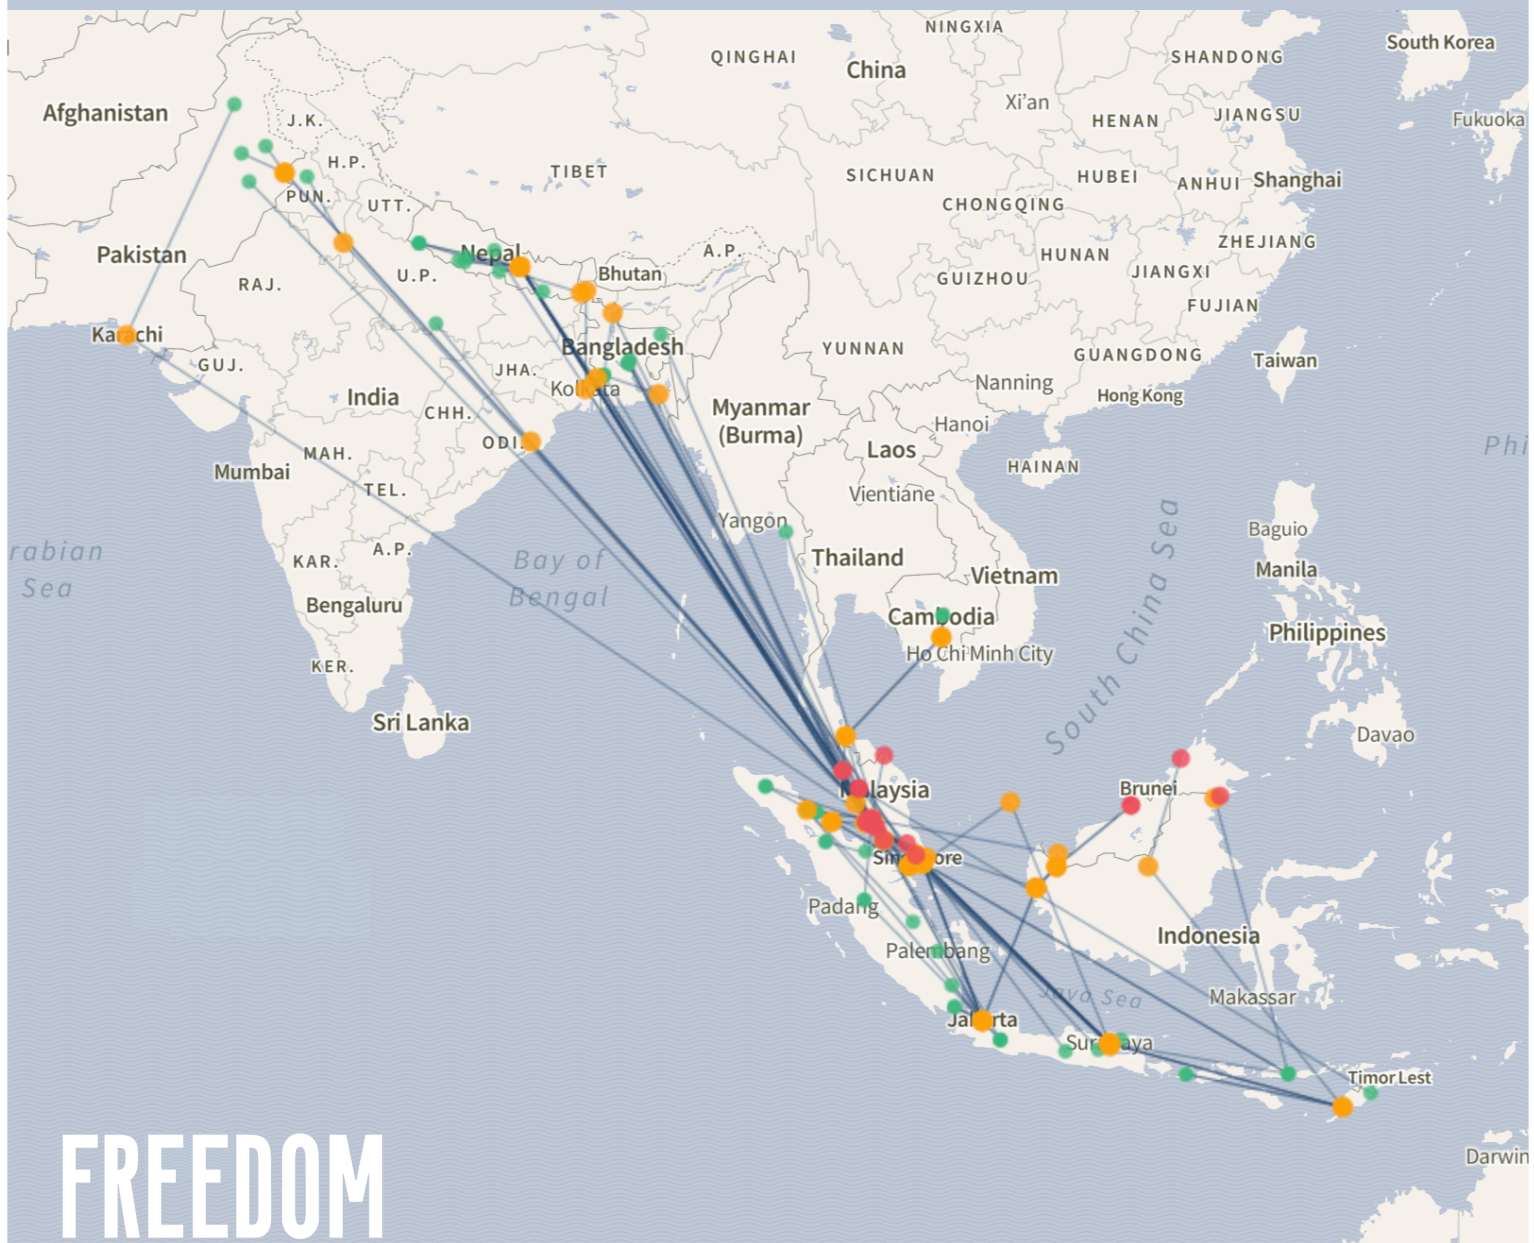 NINGXIA
SHANDONG
South Korea
QINGHAI
China
Xi'an
Afghanistan
J.K.
HENAN
JIANGSU
Fukuoka
H.P.
TIBET
SICHUAN
HUBEI
ANHUI
Shanghai
PUN.
UTT.
CHONGQING
Pakistan
Nepal
A.P.
HUNAN
ZHEJIANG
RAJ.
U.P.
Bhutan
GUIZHOU
JIANGXI
FUJIAN
Karachi
Bangladesh
YUNNAN
GUANGDONG
Taiwan
GUJ.
JHA.
Kolkata
Nanning
Hong Kong
India
CHH.
Myanmar
(Burma)
Hanoi
Laos
ODI.
Phi
MAH.
Mumbai
HAINAN
TEL.
Vientiane
Yangon
Baguio
rabian
Sea
KAR.
A.P.
Bay of
Bengal
Thailand
Vietnam
Manila
Bengaluru
Cambodia
South China Sea
Philippines
Ho Chi Minh City
KER.
Sri Lanka
Davao
Malaysia
Brunei
Singapore
Padang
Palembang
Indonesia
Java Sea
Makassar
Jakarta
Surabaya
Timor Lest
Darwin
FREEDOM